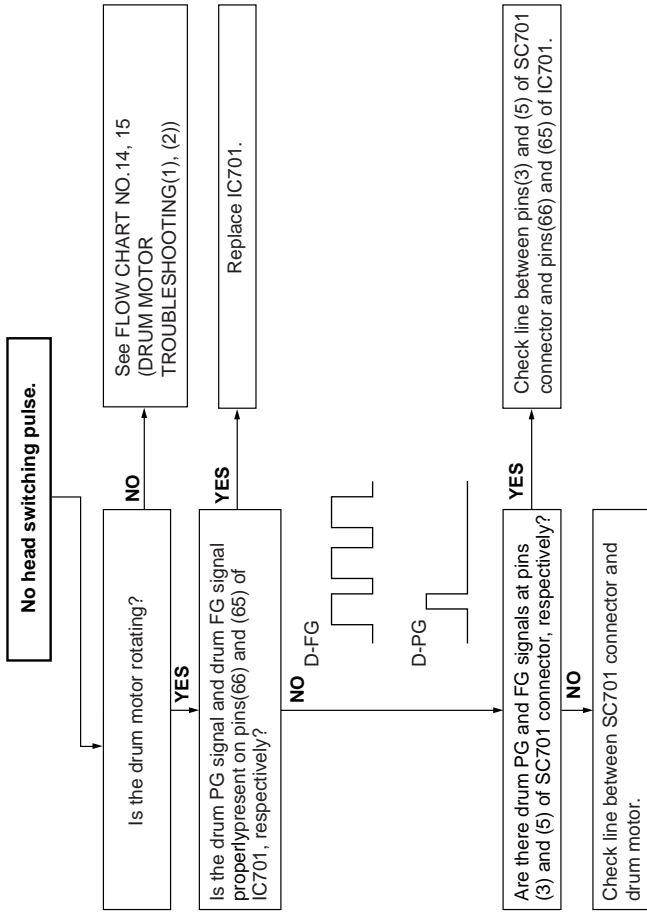 No head switching pulse.
Is the drum motor rotating?
NO
See FLOW CHART NO.14, 15
(DRUM MOTOR
TROUBLESHOOTING(1), (2))
YES
Is the drum PG signal and drum FG signal
properlypresent on pins(66) and (65) of
IC701, respectively?
YES
Replace IC701.
NO
D-FG
D-PG
Are there drum PG and FG signals at pins
(3) and (5) of SC701 connector, respectively?
YES
Check line between pins(3) and (5) of SC701
connector and pins(66) and (65) of IC701.
NO
Check line between SC701 connector and
drum motor.